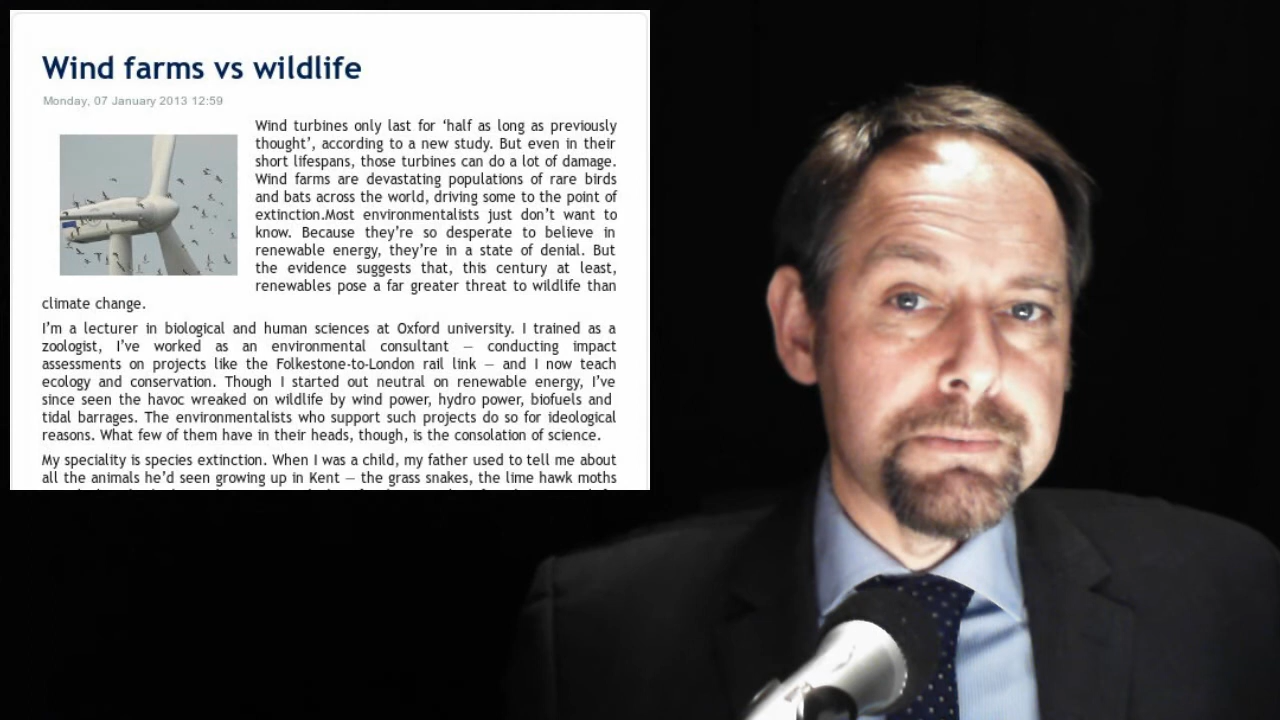 Wind farms vs wildlife
Monday, 07 January 2013 12:59
Wind turbines only last for ‘half as long as previously
thought’, according to a new study. But even in their
short lifespans, those turbines can do a lot of damage.
Wind farms are devastating populations of rare birds
and bats across the world, driving some to the point of
extinction.Most environmentalists just don’t want to
know. Because they’re so desperate to believe in
renewable energy, they’re in a state of denial. But
the evidence suggests that, this century at least,
renewables pose a far greater threat to wildlife than
climate change.
I’m a lecturer in biological and human sciences at Oxford university. I trained as a
zoologist, I’ve worked as an environmental consultant — conducting impact
assessments on projects like the Folkestone-to-London rail link — and I now teach
ecology and conservation. Though I started out neutral on renewable energy, I’ve
since seen the havoc wreaked on wildlife by wind power, hydro power, biofuels and
tidal barrages. The environmentalists who support such projects do so for ideological
reasons. What few of them have in their heads, though, is the consolation of science.
My speciality is species extinction. When I was a child, my father used to tell me about
all the animals he’d seen growing up in Kent — the grass snakes, the lime hawk moths